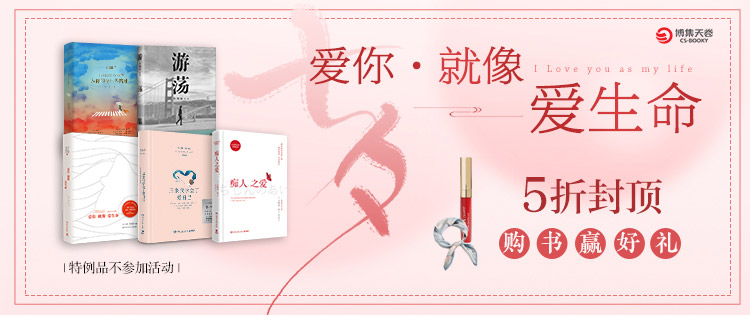 博集天卷
CS-BOOKY
爱你·就像
I Love you as my life
爱生命
七夕
5折封顶
购书赢好礼
游荡
痴人之爱
特例品不参加活动